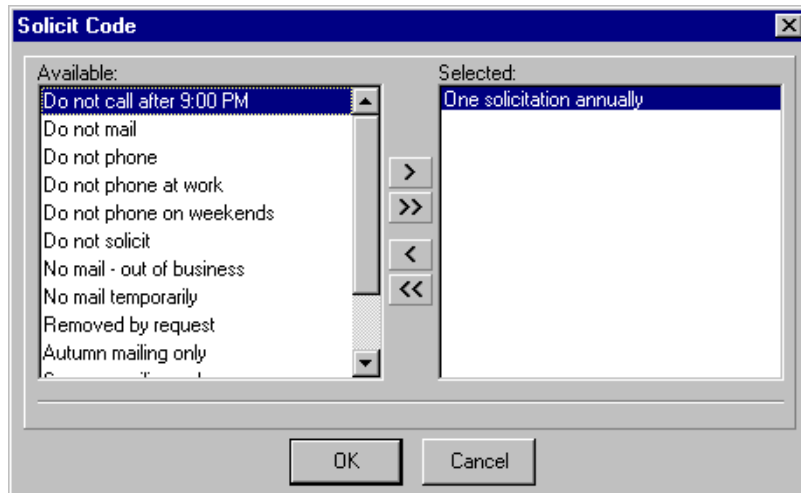 Solicit Code
Available:
Do not call after 9:00 PM
Do not mail
Do not phone
Do not phone at work
Do not phone on weekends
Do not solicit
No mail - out of business
No mail temporarily
Removed by request
Autumn mailing only
>
>>
<
<<
Selected:
One solicitation annually
OK
Cancel